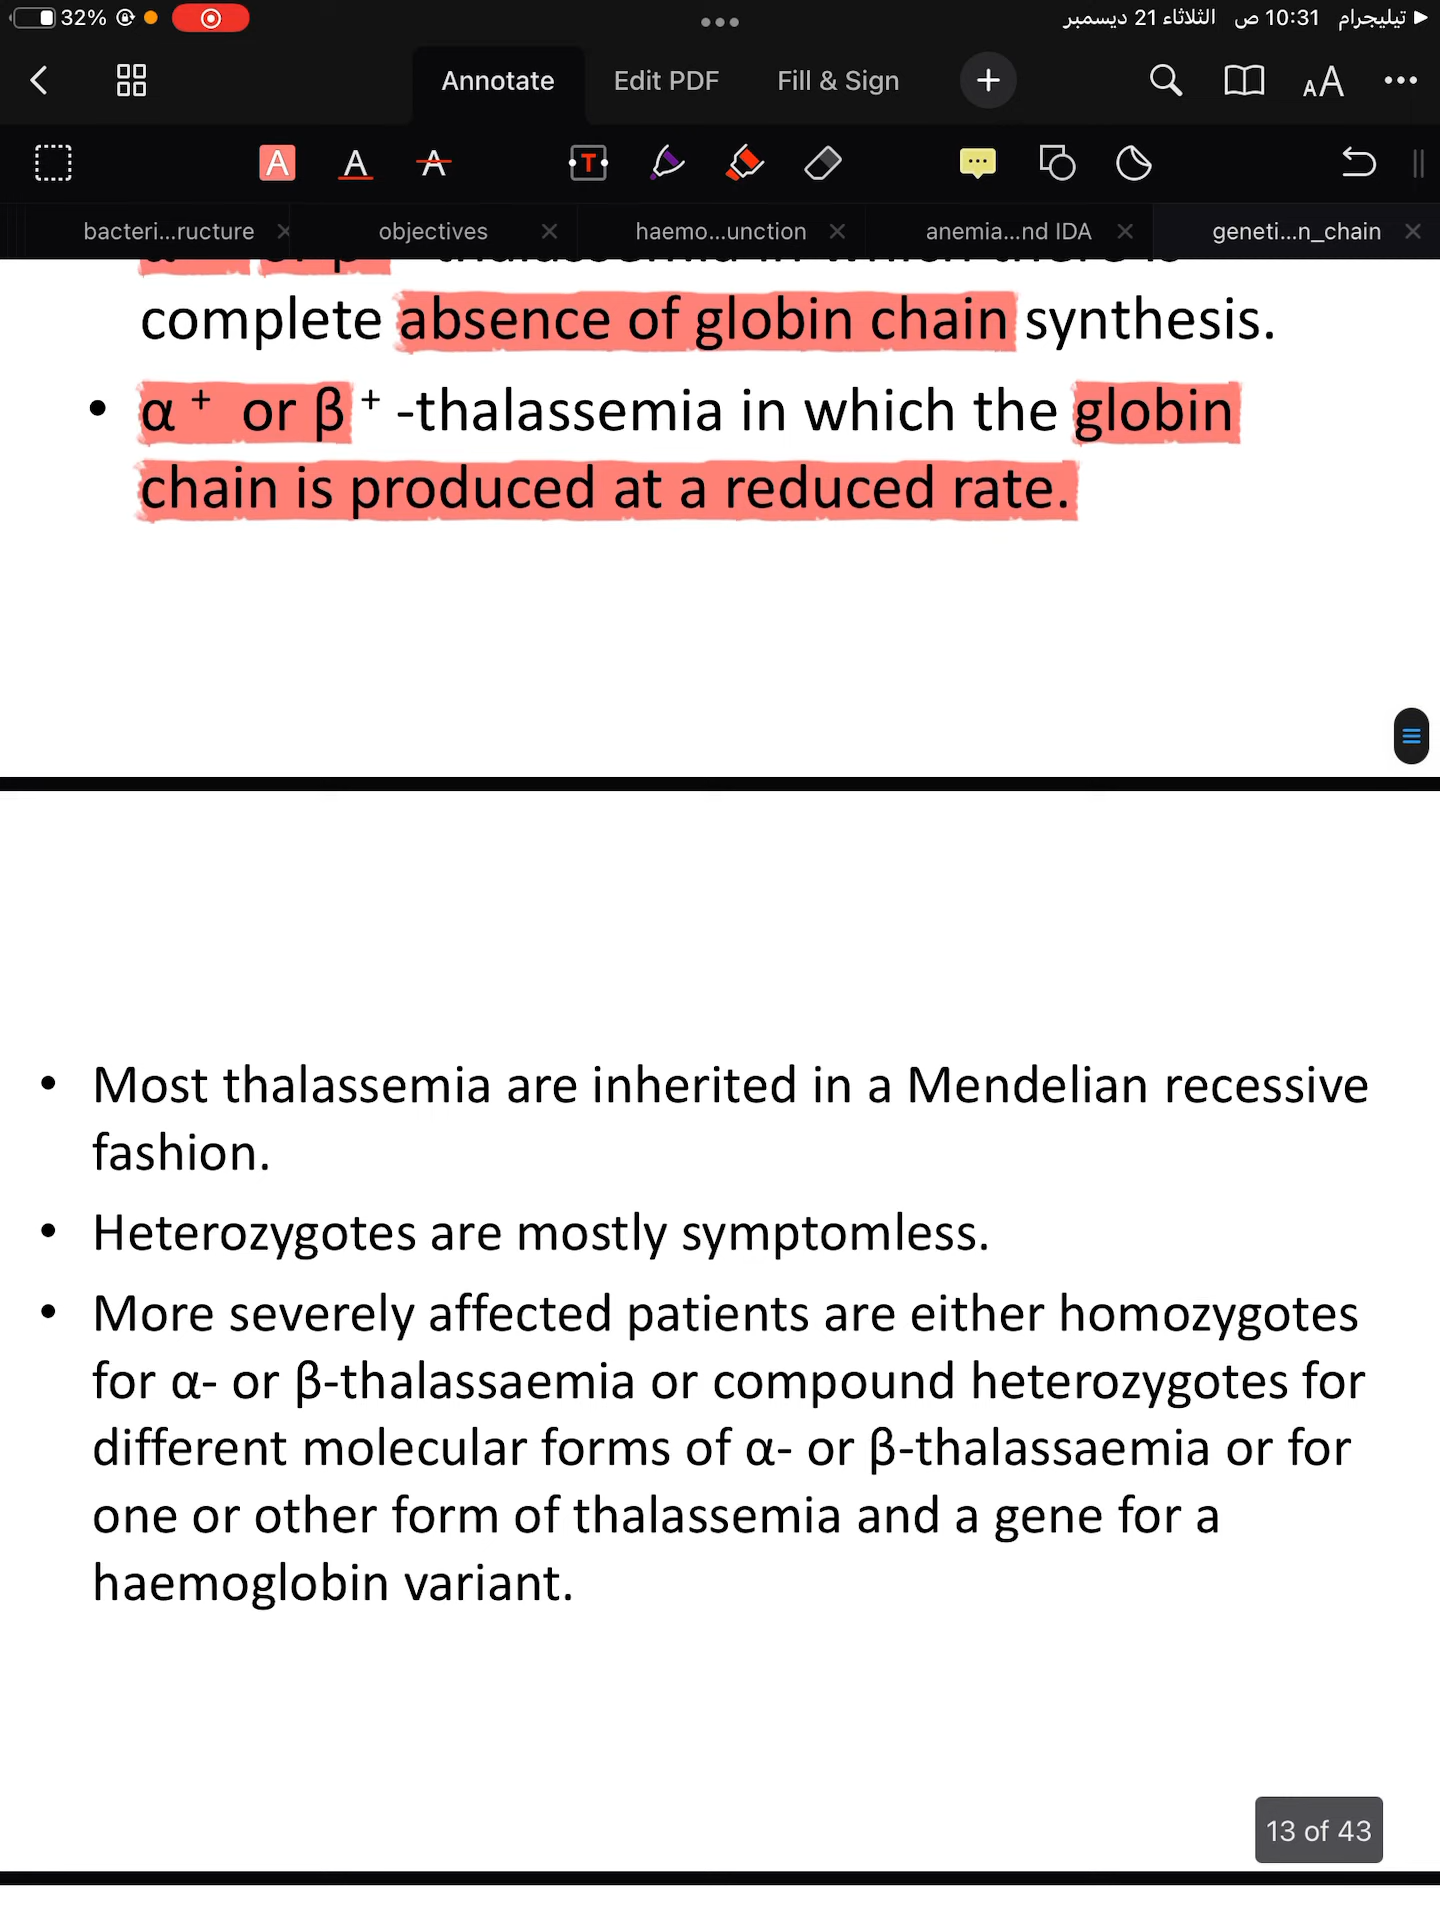 32%
◀ تيليجرام 10:31 ص الثلاثاء 21 ديسمبر
Annotate Edit PDF Fill & Sign AA
A A A T
bacteri...ructure objectives haemo...unction anemia...nd IDA geneti...n_chain
complete absence of globin chain synthesis.
• α + or β + -thalassemia in which the globin
chain is produced at a reduced rate.
• Most thalassemia are inherited in a Mendelian recessive
fashion.
• Heterozygotes are mostly symptomless.
• More severely affected patients are either homozygotes
for α- or β-thalassaemia or compound heterozygotes for
different molecular forms of α- or β-thalassaemia or for
one or other form of thalassemia and a gene for a
haemoglobin variant.
13 of 43